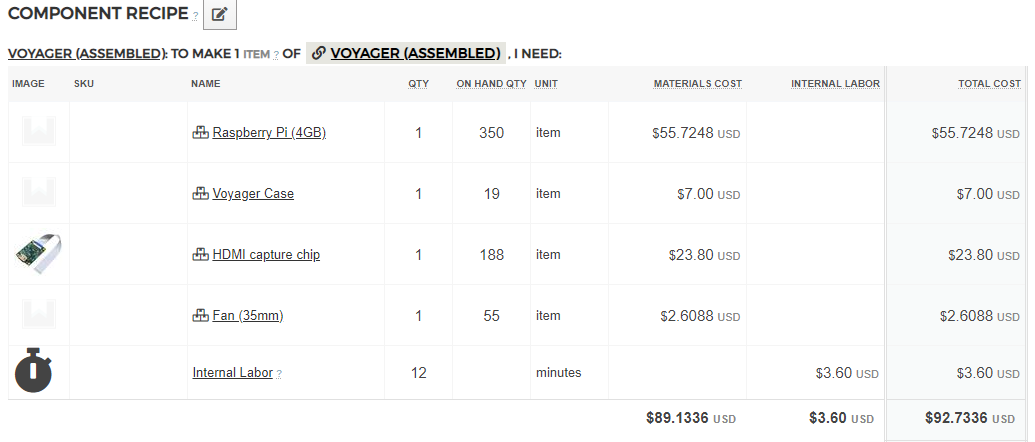 COMPONENT RECIPE ?
VOYAGER (ASSEMBLED): TO MAKE 1 ITEM ? OF VOYAGER (ASSEMBLED) , I NEED:
IMAGE SKU NAME QTY ON HAND QTY UNIT MATERIALS COST INTERNAL LABOR TOTAL COST
Raspberry Pi (4GB) 1 350 item $55.7248 USD $55.7248 USD
Voyager Case 1 19 item $7.00 USD $7.00 USD
HDMI capture chip 1 188 item $23.80 USD $23.80 USD
Fan (35mm) 1 55 item $2.6088 USD $2.6088 USD
Internal Labor ? 12 minutes $3.60 USD $3.60 USD
$89.1336 USD $3.60 USD $92.7336 USD